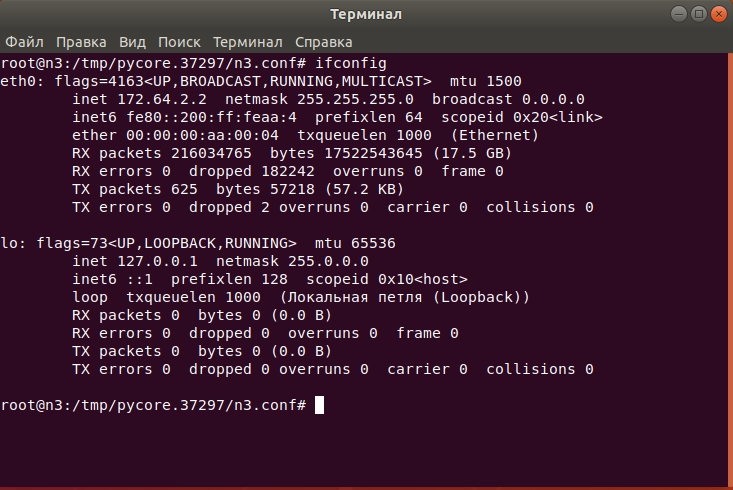 Терминал
Файл Правка Вид Поиск Терминал Справка
root@n3:/tmp/pycore.37297/n3.conf# ifconfig
eth0: flags=4163<UP,BROADCAST,RUNNING,MULTICAST>  mtu 1500
        inet 172.64.2.2  netmask 255.255.255.0  broadcast 0.0.0.0
        inet6 fe80::200:ff:feaa:4  prefixlen 64  scopeid 0x20<link>
        ether 00:00:00:aa:00:04  txqueuelen 1000  (Ethernet)
        RX packets 216034765  bytes 17522543645 (17.5 GB)
        RX errors 0  dropped 182242  overruns 0  frame 0
        TX packets 625  bytes 57218 (57.2 KB)
        TX errors 0  dropped 2 overruns 0  carrier 0  collisions 0
lo: flags=73<UP,LOOPBACK,RUNNING>  mtu 65536
        inet 127.0.0.1  netmask 255.0.0.0
        inet6 ::1  prefixlen 128  scopeid 0x10<host>
        loop  txqueuelen 1000  (Локальная петля (Loopback))
        RX packets 0  bytes 0 (0.0 B)
        RX errors 0  dropped 0  overruns 0  frame 0
        TX packets 0  bytes 0 (0.0 B)
        TX errors 0  dropped 0 overruns 0  carrier 0  collisions 0
root@n3:/tmp/pycore.37297/n3.conf#